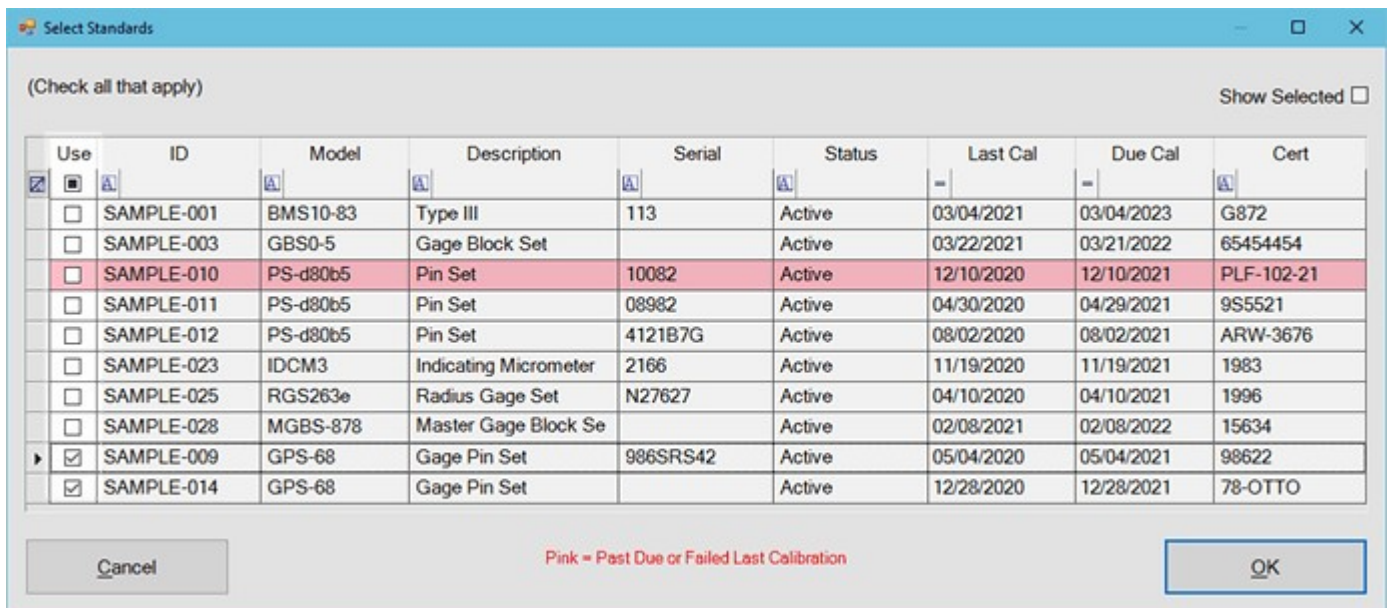 Select Standards
(Check all that apply)
Show Selected
Use ID Model Description Serial Status Last Cal Due Cal Cert
A A A A A = = A
SAMPLE-001 BMS10-83 Type III 113 Active 03/04/2021 03/04/2023 G872
SAMPLE-003 GBS0-5 Gage Block Set Active 03/22/2021 03/21/2022 65454454
SAMPLE-010 PS-d80b5 Pin Set 10082 Active 12/10/2020 12/10/2021 PLF-102-21
SAMPLE-011 PS-d80b5 Pin Set 08982 Active 04/30/2020 04/29/2021 9S5521
SAMPLE-012 PS-d80b5 Pin Set 4121B7G Active 08/02/2020 08/02/2021 ARW-3676
SAMPLE-023 IDCM3 Indicating Micrometer 2166 Active 11/19/2020 11/19/2021 1983
SAMPLE-025 RGS263e Radius Gage Set N27627 Active 04/10/2020 04/10/2021 1996
SAMPLE-028 MGBS-878 Master Gage Block Se Active 02/08/2021 02/08/2022 15634
SAMPLE-009 GPS-68 Gage Pin Set 986SRS42 Active 05/04/2020 05/04/2021 98622
SAMPLE-014 GPS-68 Gage Pin Set Active 12/28/2020 12/28/2021 78-OTTO
Cancel Pink = Past Due or Failed Last Calibration OK